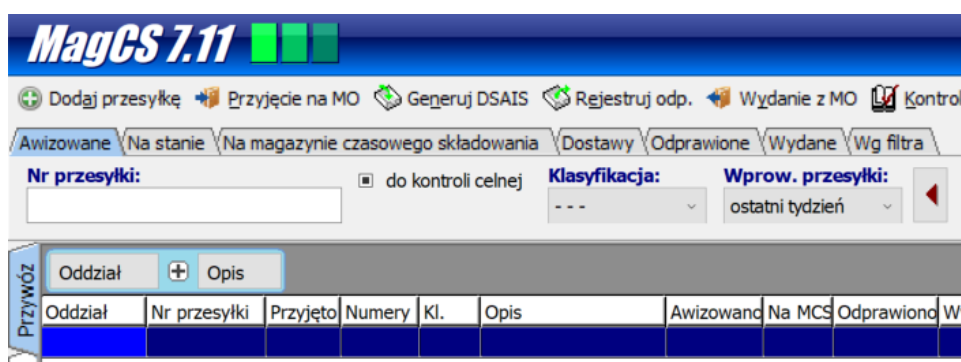 MagCS 7.11
Dodaj przesyłkę Przyjęcie na MO Generuj DSAIS Rejestruj odp. Wydanie z MO Kontrol
Awizowane Na stanie Na magazynie czasowego składowania Dostawy Odprawione Wydane Wg filtra
Nr przesyłki: do kontroli celnej Klasyfikacja: Wprow. przesyłki:
- - - ostatni tydzień
Przywóz
Oddział Opis
Oddział Nr przesyłki Przyjęto Numery Kl. Opis Awizowano Na MCS Odprawiono